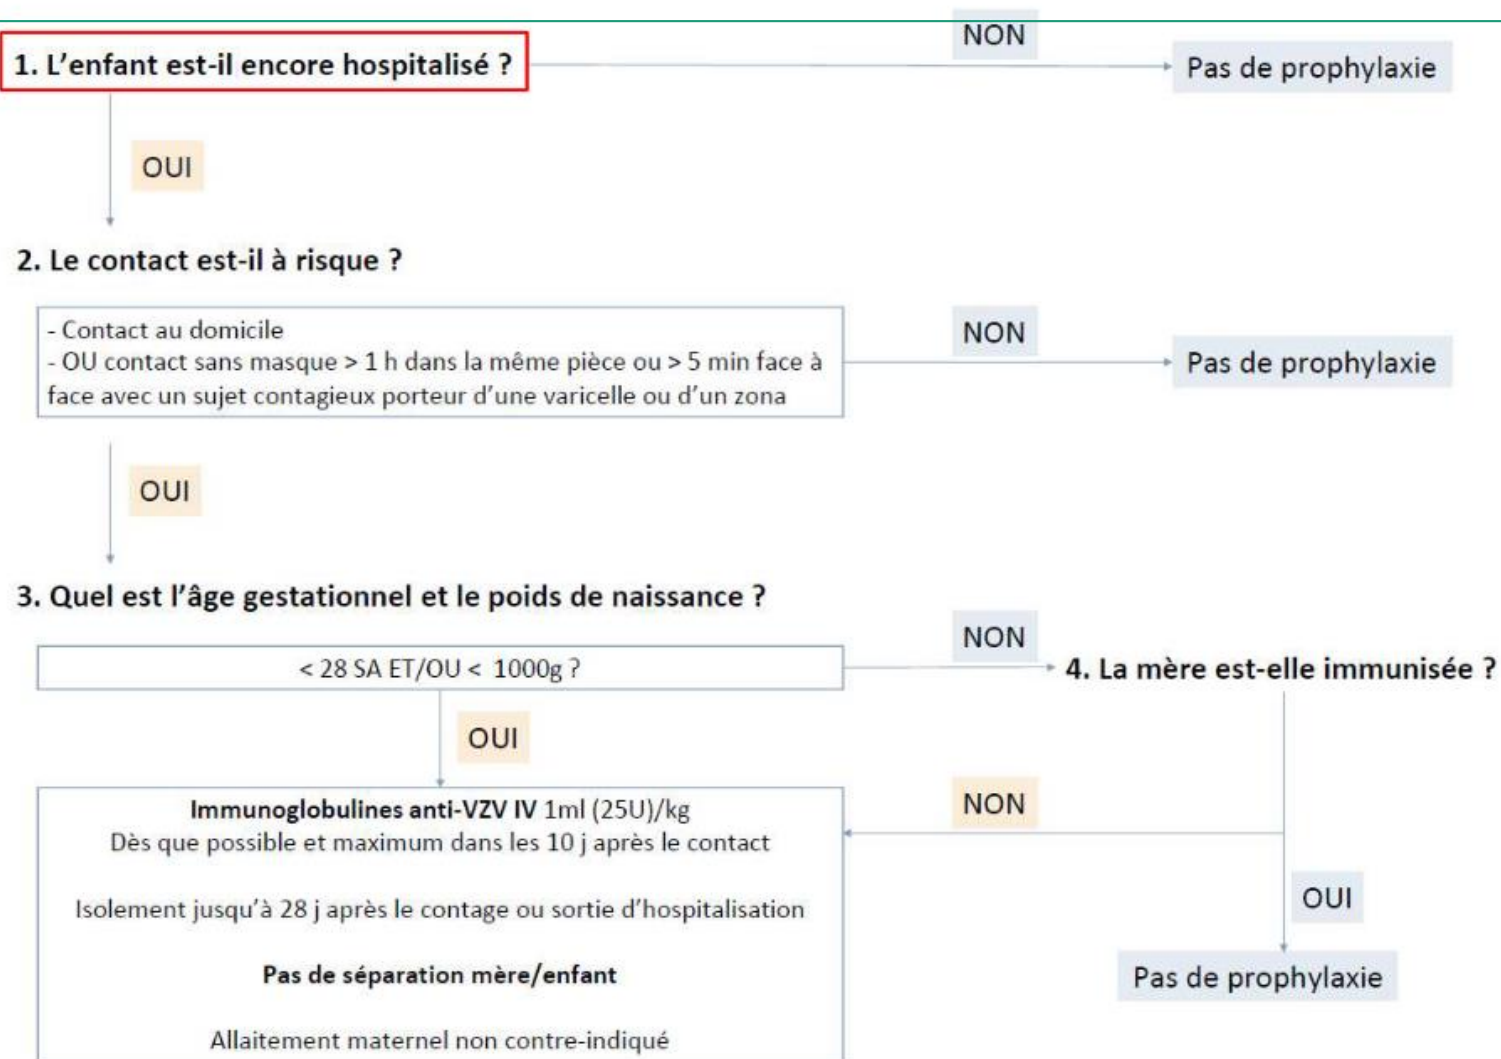 1. L'enfant est-il encore hospitalisé ?
NON
Pas de prophylaxie
OUI
2. Le contact est-il à risque ?
- Contact au domicile
- OU contact sans masque > 1 h dans la même pièce ou > 5 min face à
face avec un sujet contagieux porteur d'une varicelle ou d'un zona
NON
Pas de prophylaxie
OUI
3. Quel est l'âge gestationnel et le poids de naissance ?
< 28 SA ET/OU < 1000g ?
NON
4. La mère est-elle immunisée ?
OUI
Immunoglobulines anti-VZV IV 1ml (25U)/kg
Dès que possible et maximum dans les 10 j après le contact
Isolement jusqu'à 28 j après le contage ou sortie d'hospitalisation
Pas de séparation mère/enfant
Allaitement maternel non contre-indiqué
NON
OUI
Pas de prophylaxie